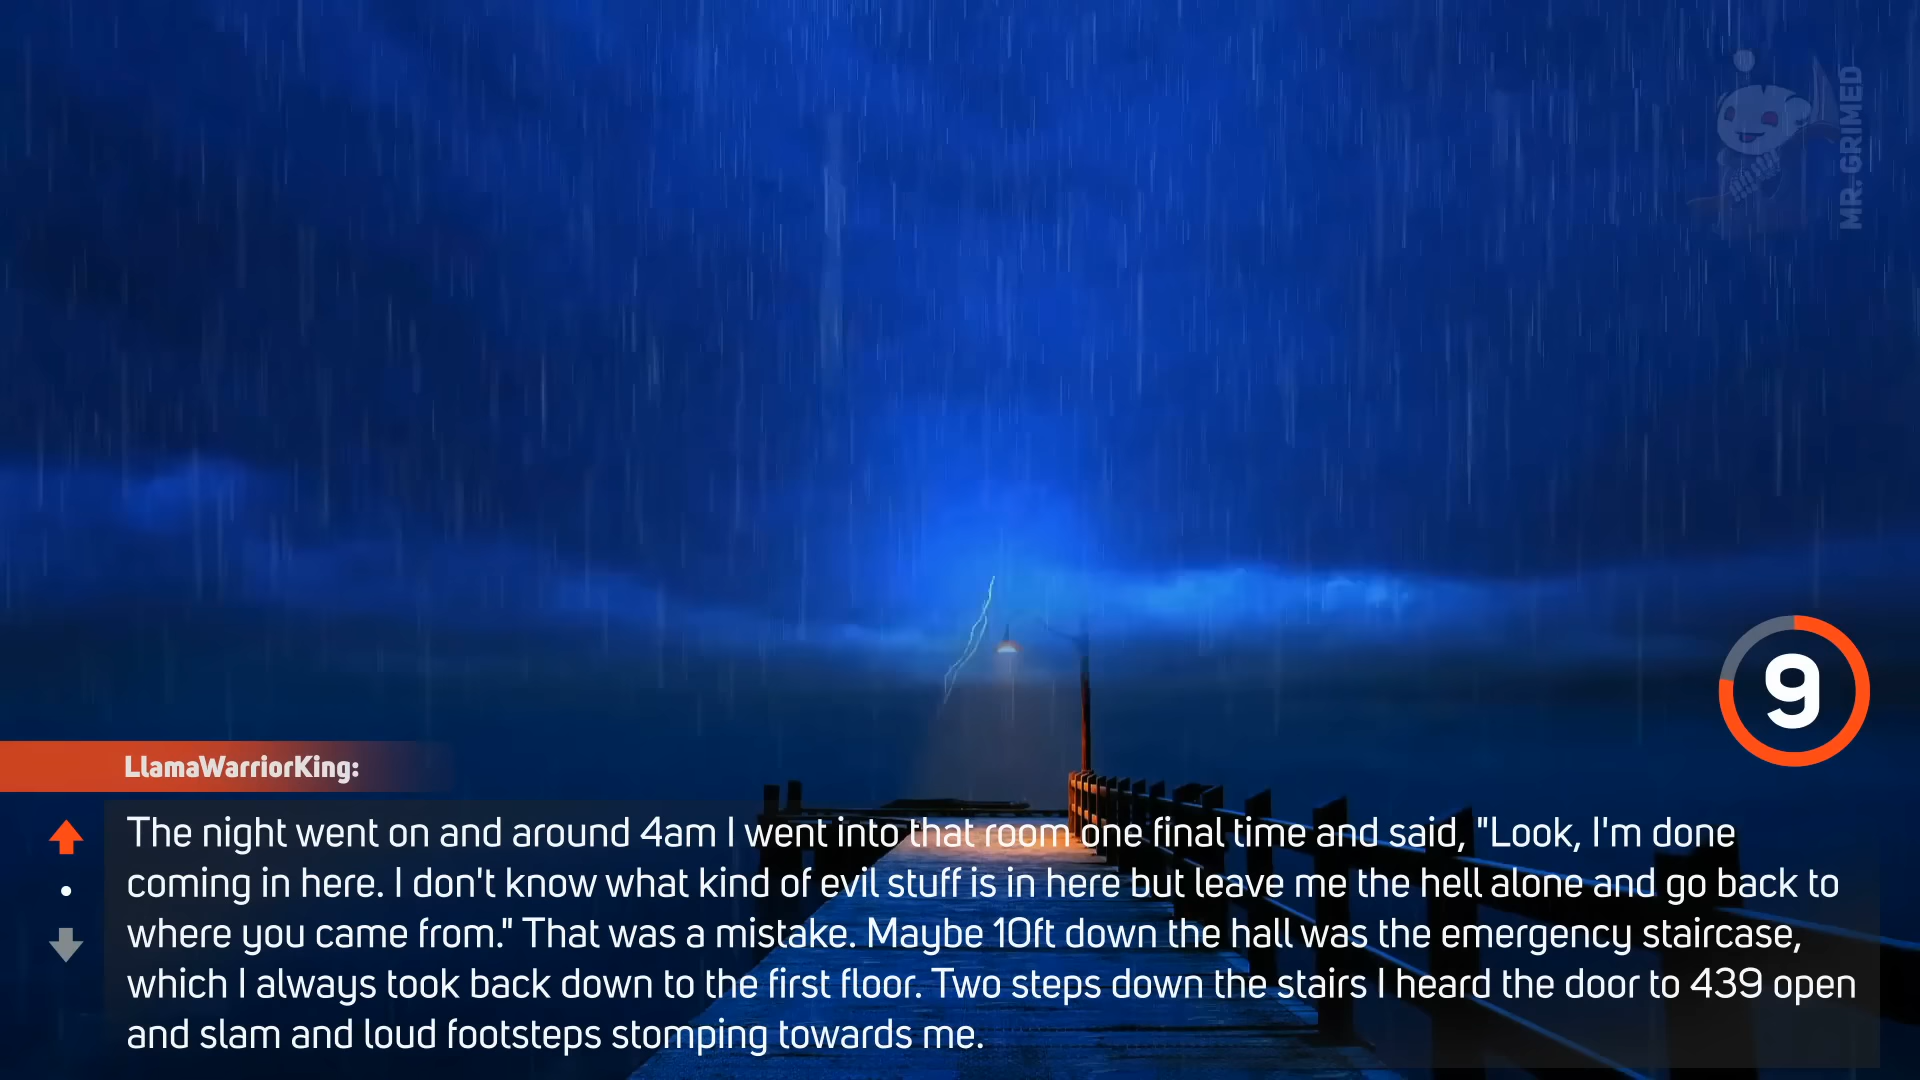 MR. GRIMED
9
LlamaWarriorKing:
The night went on and around 4am I went into that room one final time and said, "Look, I'm done
coming in here. I don't know what kind of evil stuff is in here but leave me the hell alone and go back to
where you came from." That was a mistake. Maybe 10ft down the hall was the emergency staircase,
which I always took back down to the first floor. Two steps down the stairs I heard the door to 439 open
and slam and loud footsteps stomping towards me.